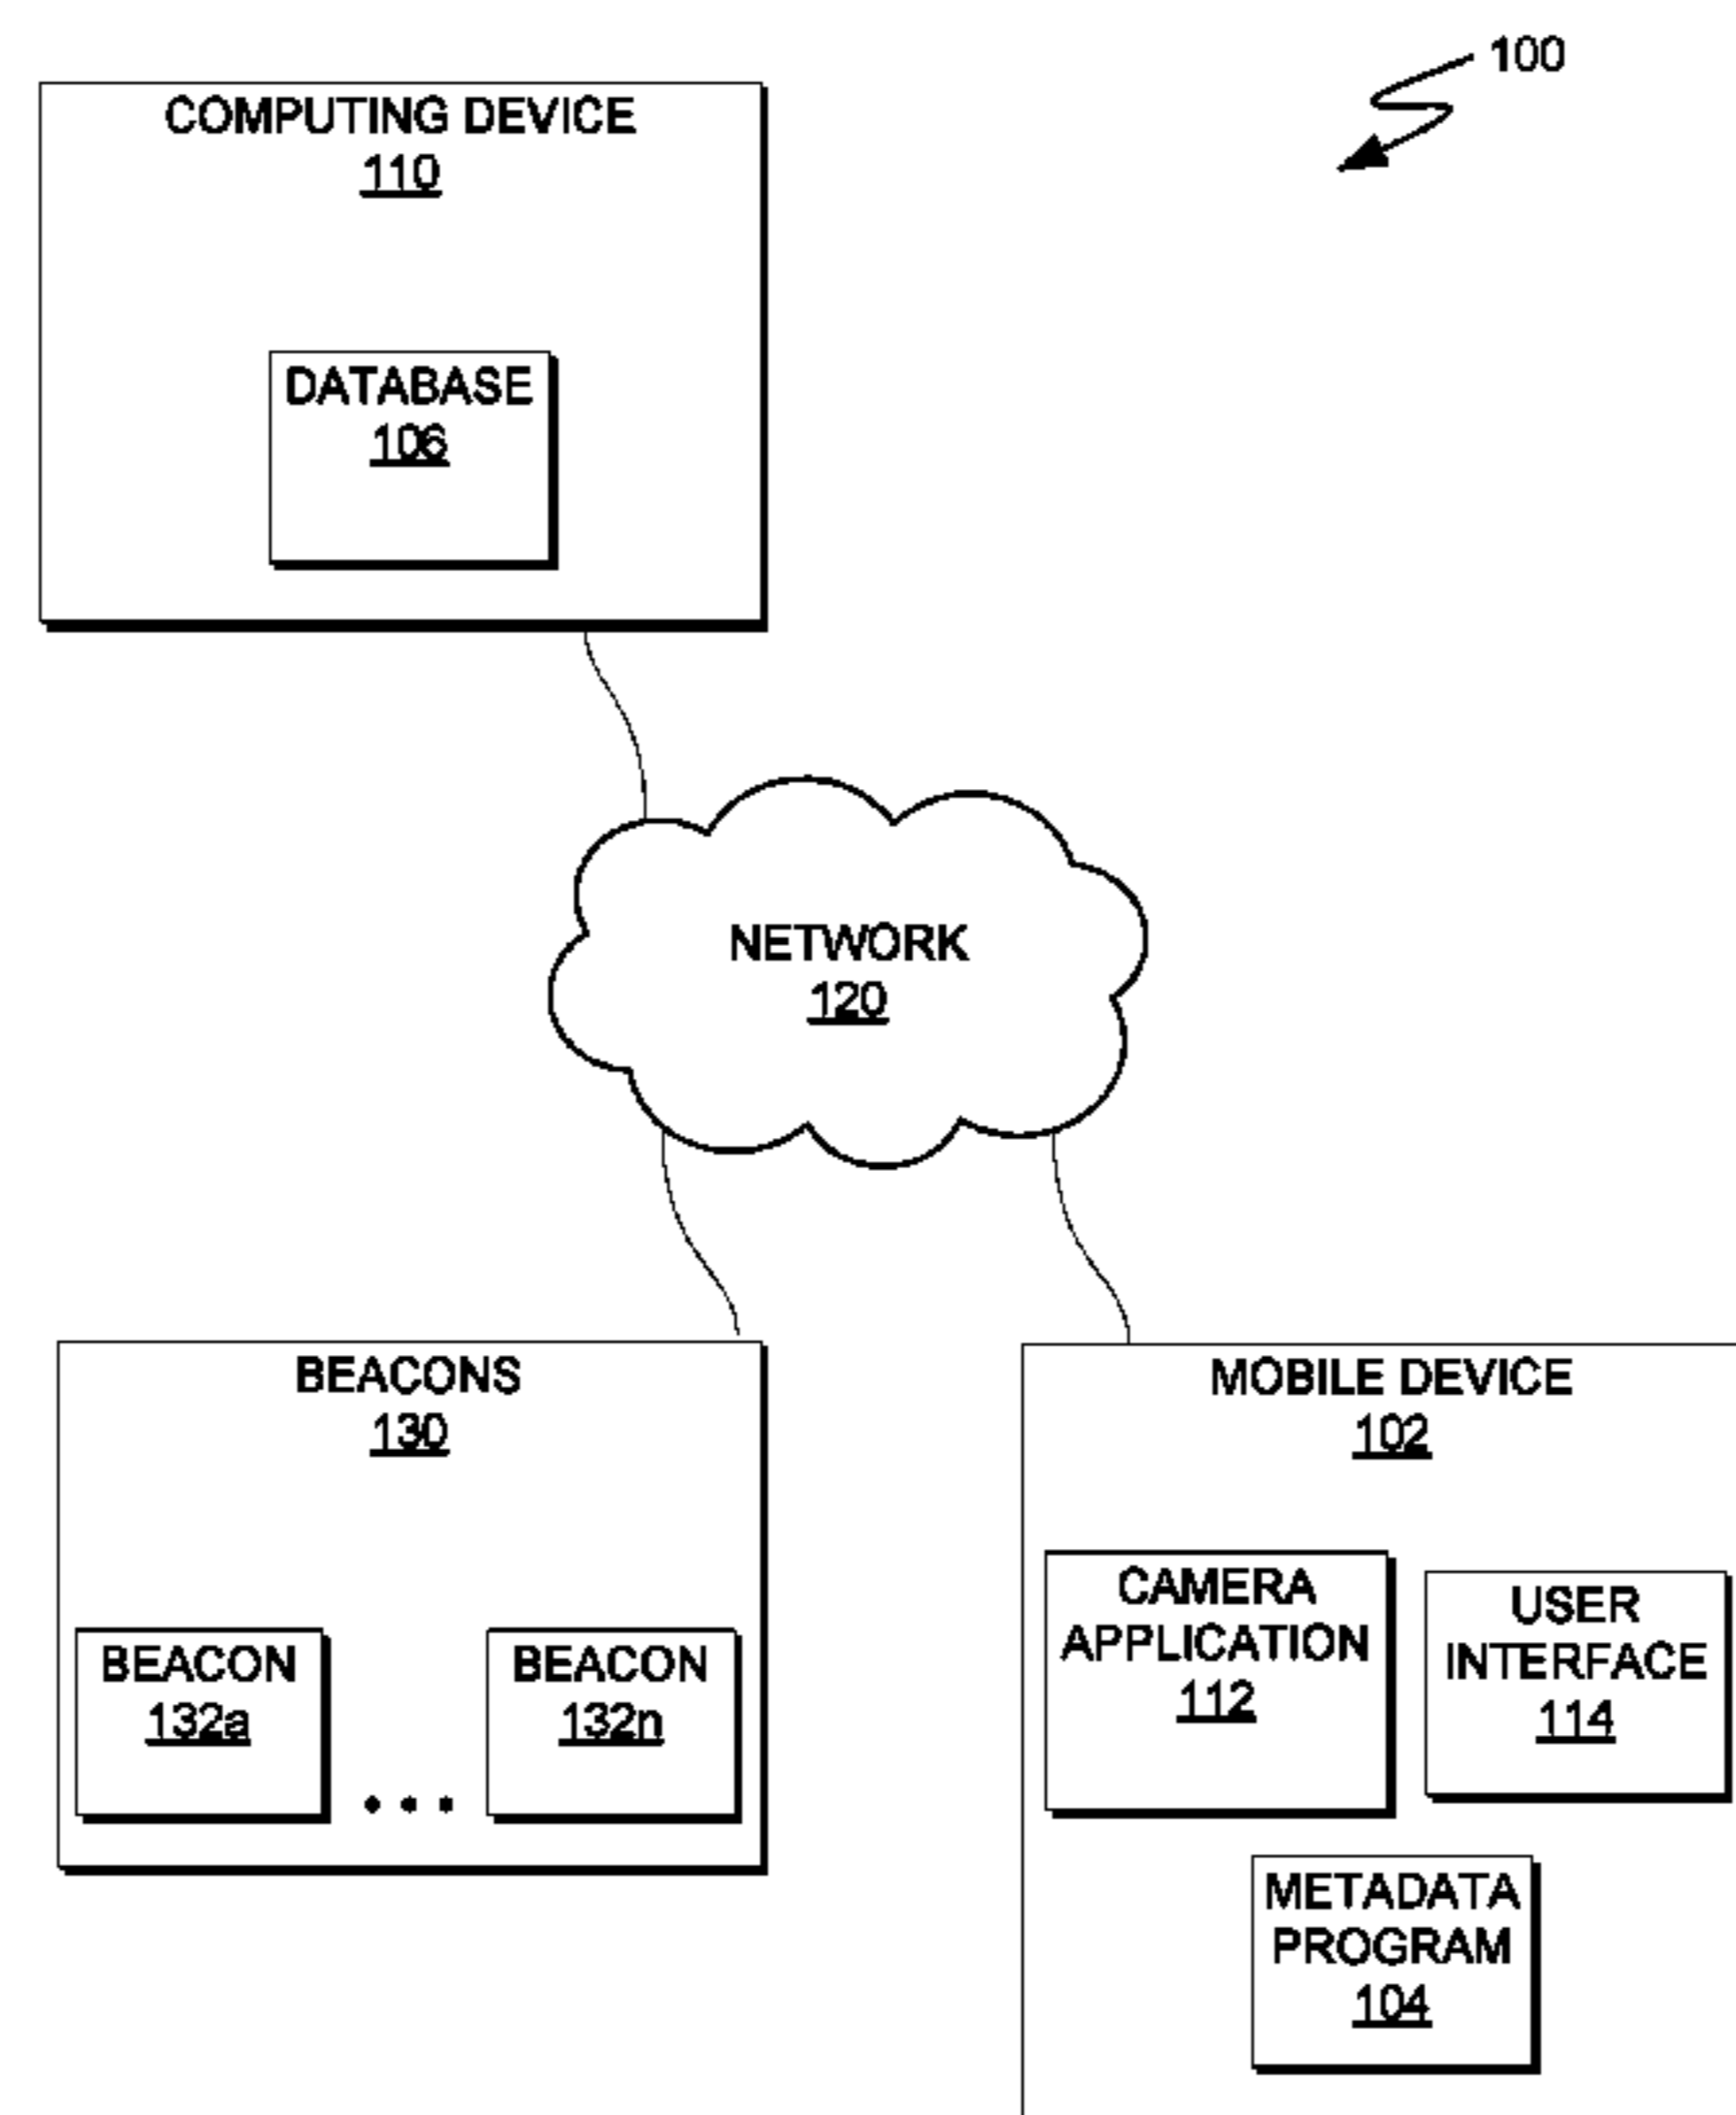 100
COMPUTING DEVICE
110
DATABASE
106
NETWORK
120
BEACONS
130
BEACON
132a
BEACON
132n
MOBILE DEVICE
102
CAMERA
APPLICATION
112
USER
INTERFACE
114
METADATA
PROGRAM
104